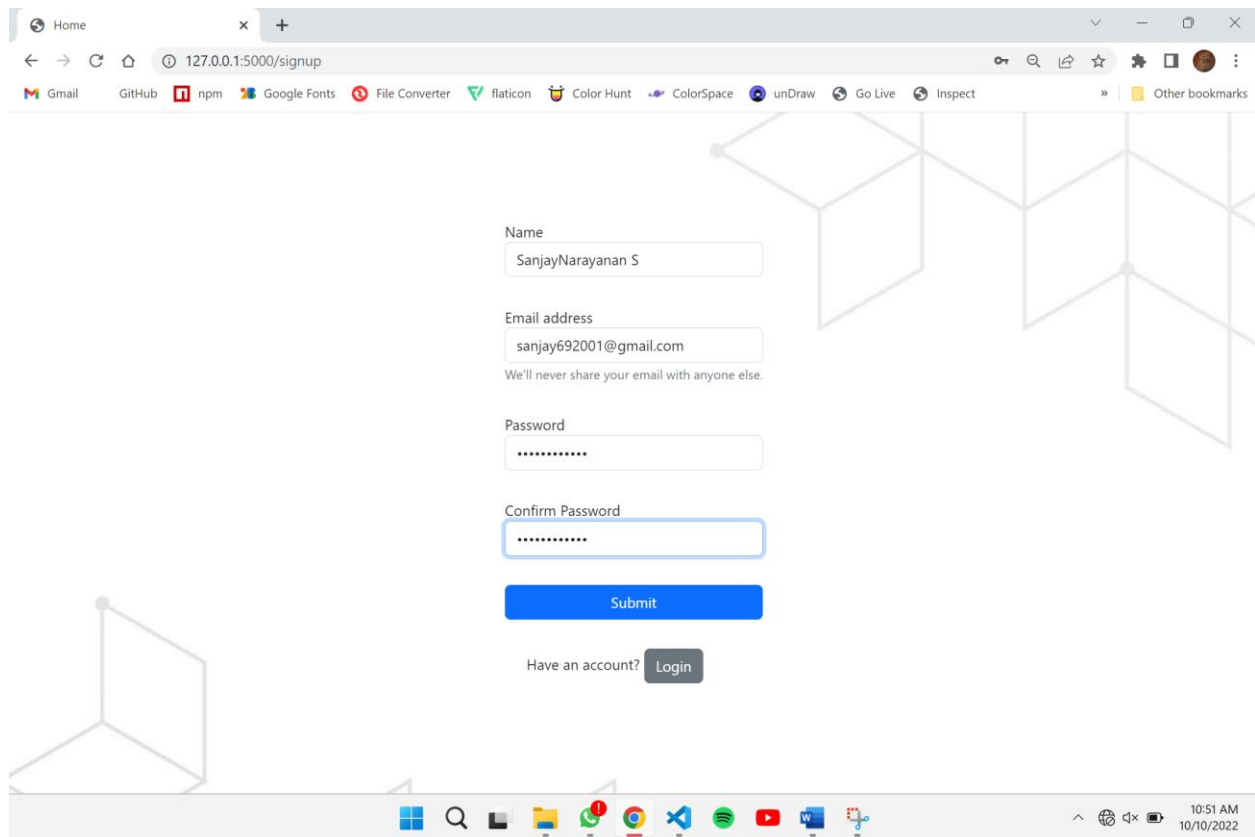 Home
127.0.0.1:5000/signup
Gmail GitHub npm Google Fonts File Converter flaticon Color Hunt ColorSpace unDraw Go Live Inspect » Other bookmarks
Name
SanjayNarayanan S
Email address
sanjay692001@gmail.com
We'll never share your email with anyone else.
Password
••••••••••••
Confirm Password
••••••••••••
Submit
Have an account? Login
10:51 AM
10/10/2022